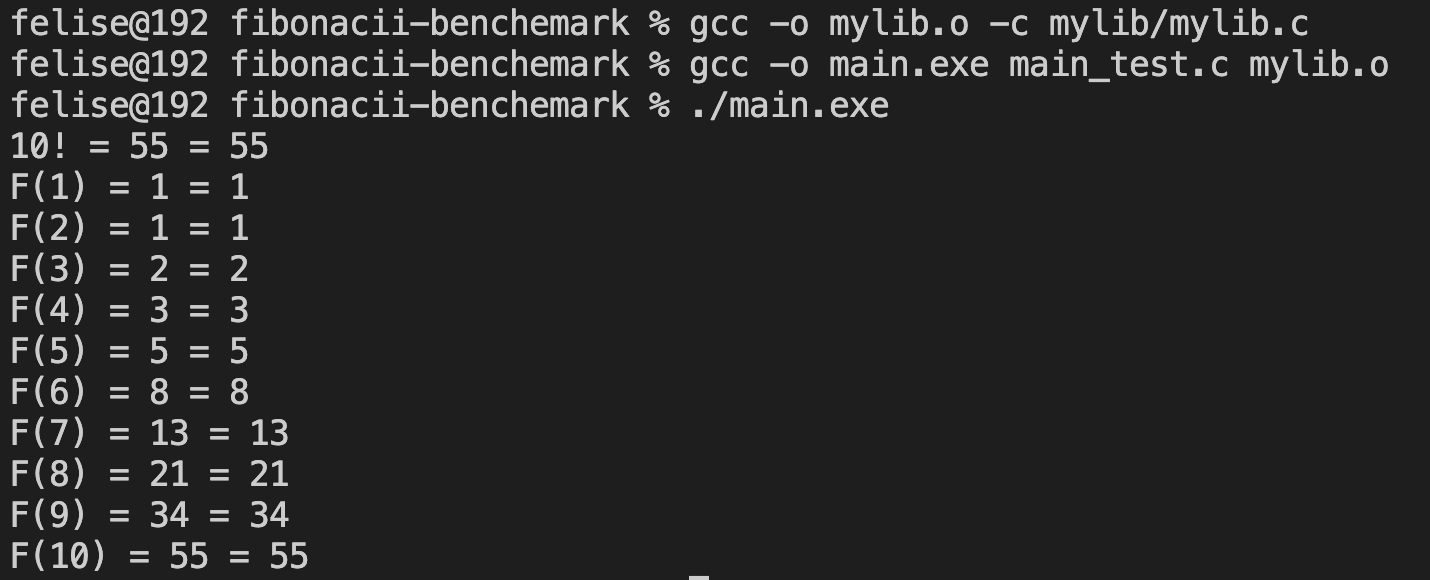 felise@192 fibonacii-benchemark % gcc -o mylib.o -c mylib/mylib.c
felise@192 fibonacii-benchemark % gcc -o main.exe main_test.c mylib.o
felise@192 fibonacii-benchemark % ./main.exe
10! = 55 = 55
F(1) = 1 = 1
F(2) = 1 = 1
F(3) = 2 = 2
F(4) = 3 = 3
F(5) = 5 = 5
F(6) = 8 = 8
F(7) = 13 = 13
F(8) = 21 = 21
F(9) = 34 = 34
F(10) = 55 = 55